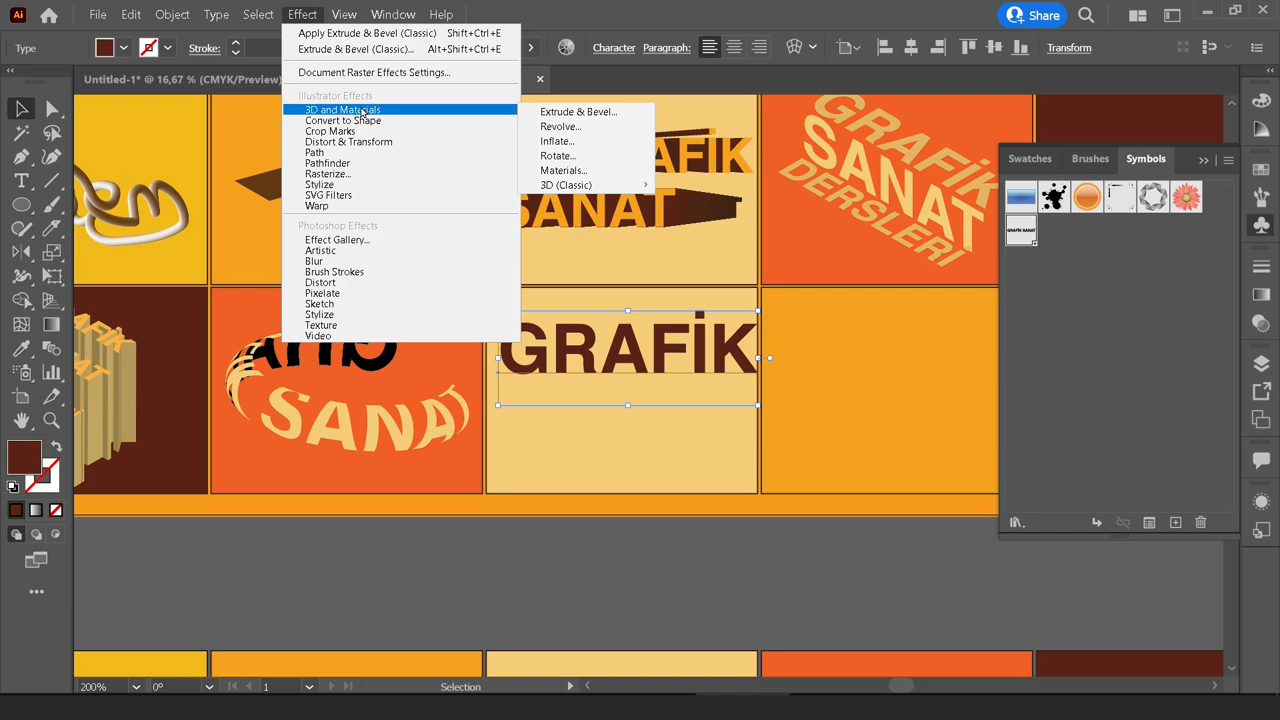 Ai
File Edit Object Type Select Effect View Window Help
Share
Type
Stroke:
Character
Paragraph:
Transform
Untitled-1* @ 16,67 % (CMYK/Preview)
Apply Extrude & Bevel (Classic) Shift+Ctrl+E
Extrude & Bevel (Classic)... Alt+Shift+Ctrl+E
Document Raster Effects Settings...
Illustrator Effects
3D and Materials
Convert to Shape
Crop Marks
Distort & Transform
Path
Pathfinder
Rasterize...
Stylize
SVG Filters
Warp
Photoshop Effects
Effect Gallery...
Artistic
Blur
Brush Strokes
Distort
Pixelate
Sketch
Stylize
Texture
Video
Extrude & Bevel...
Revolve...
Inflate...
Rotate...
Materials...
3D (Classic)
SANAT
GRAFİK
SANAT
DERSLERİ
Swatches Brushes Symbols
GRAFİK SANAT
GRAFİK
SANAT
SANAT
GRAFİK
200%
0°
1
Selection